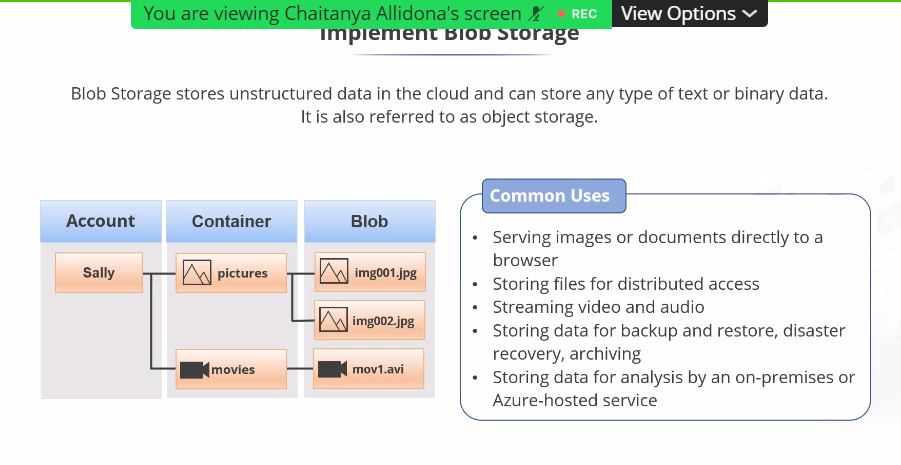 You are viewing Chaitanya Allidona's screen
REC
View Options
Implement Blob Storage
Blob Storage stores unstructured data in the cloud and can store any type of text or binary data.
It is also referred to as object storage.
Account
Container
Blob
Sally
pictures
img001.jpg
img002.jpg
movies
mov1.avi
Common Uses
• Serving images or documents directly to a
browser
• Storing files for distributed access
• Streaming video and audio
• Storing data for backup and restore, disaster
recovery, archiving
• Storing data for analysis by an on-premises or
Azure-hosted service